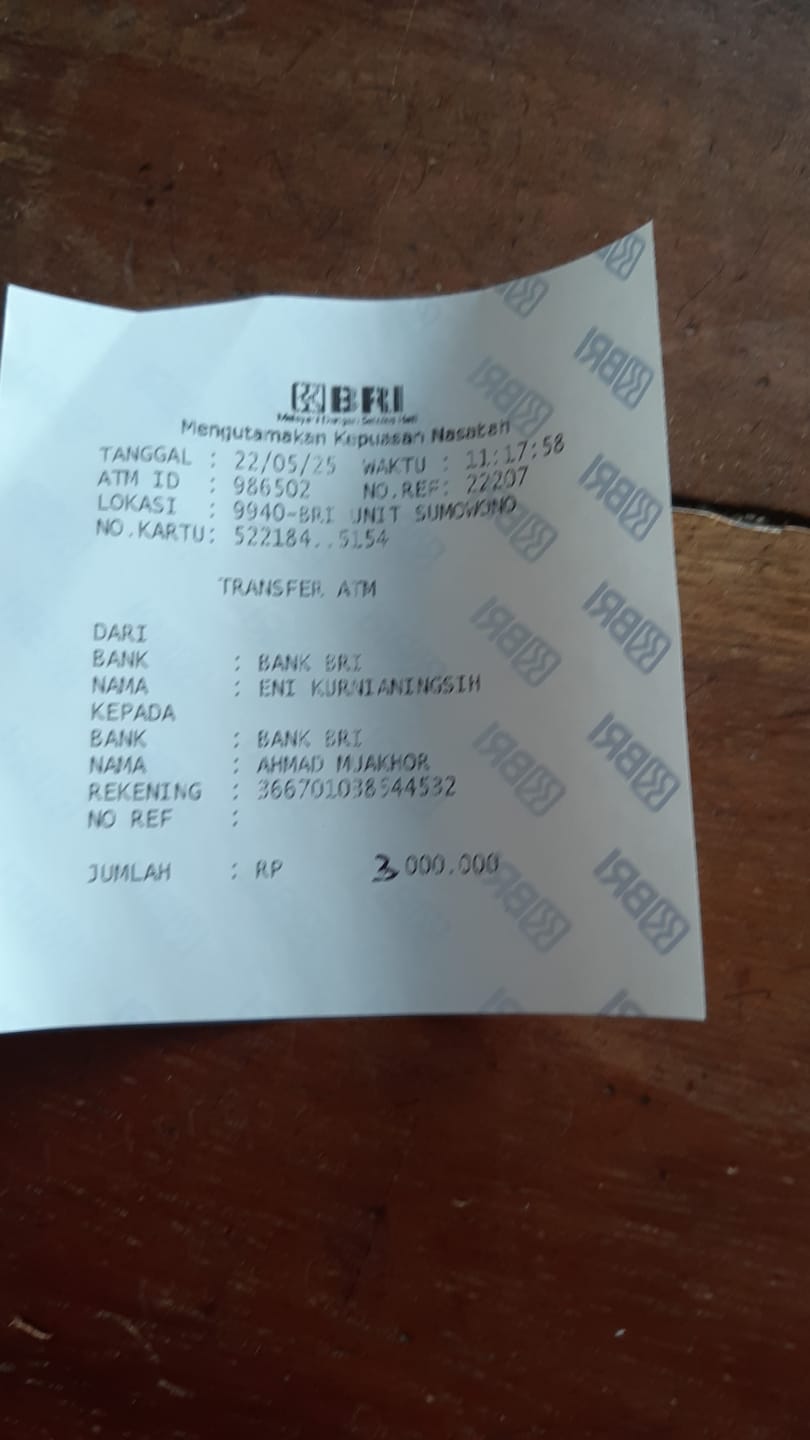 BRI
Mengutamakan Kepuasan Nasabah
TANGGAL : 22/05/25 WAKTU : 11:17:58
ATM ID : 986502 NO.REF: 22207
LOKASI : 9940-BRI UNIT SUMOWONO
NO.KARTU: 522184..5154
TRANSFER ATM
DARI
BANK : BANK BRI
NAMA : ENI KURNIANINGSIH
KEPADA
BANK : BANK BRI
NAMA : AHMAD MJAKHOR
REKENING : 366701038544532
NO REF :
JUMLAH : RP 3 000.000